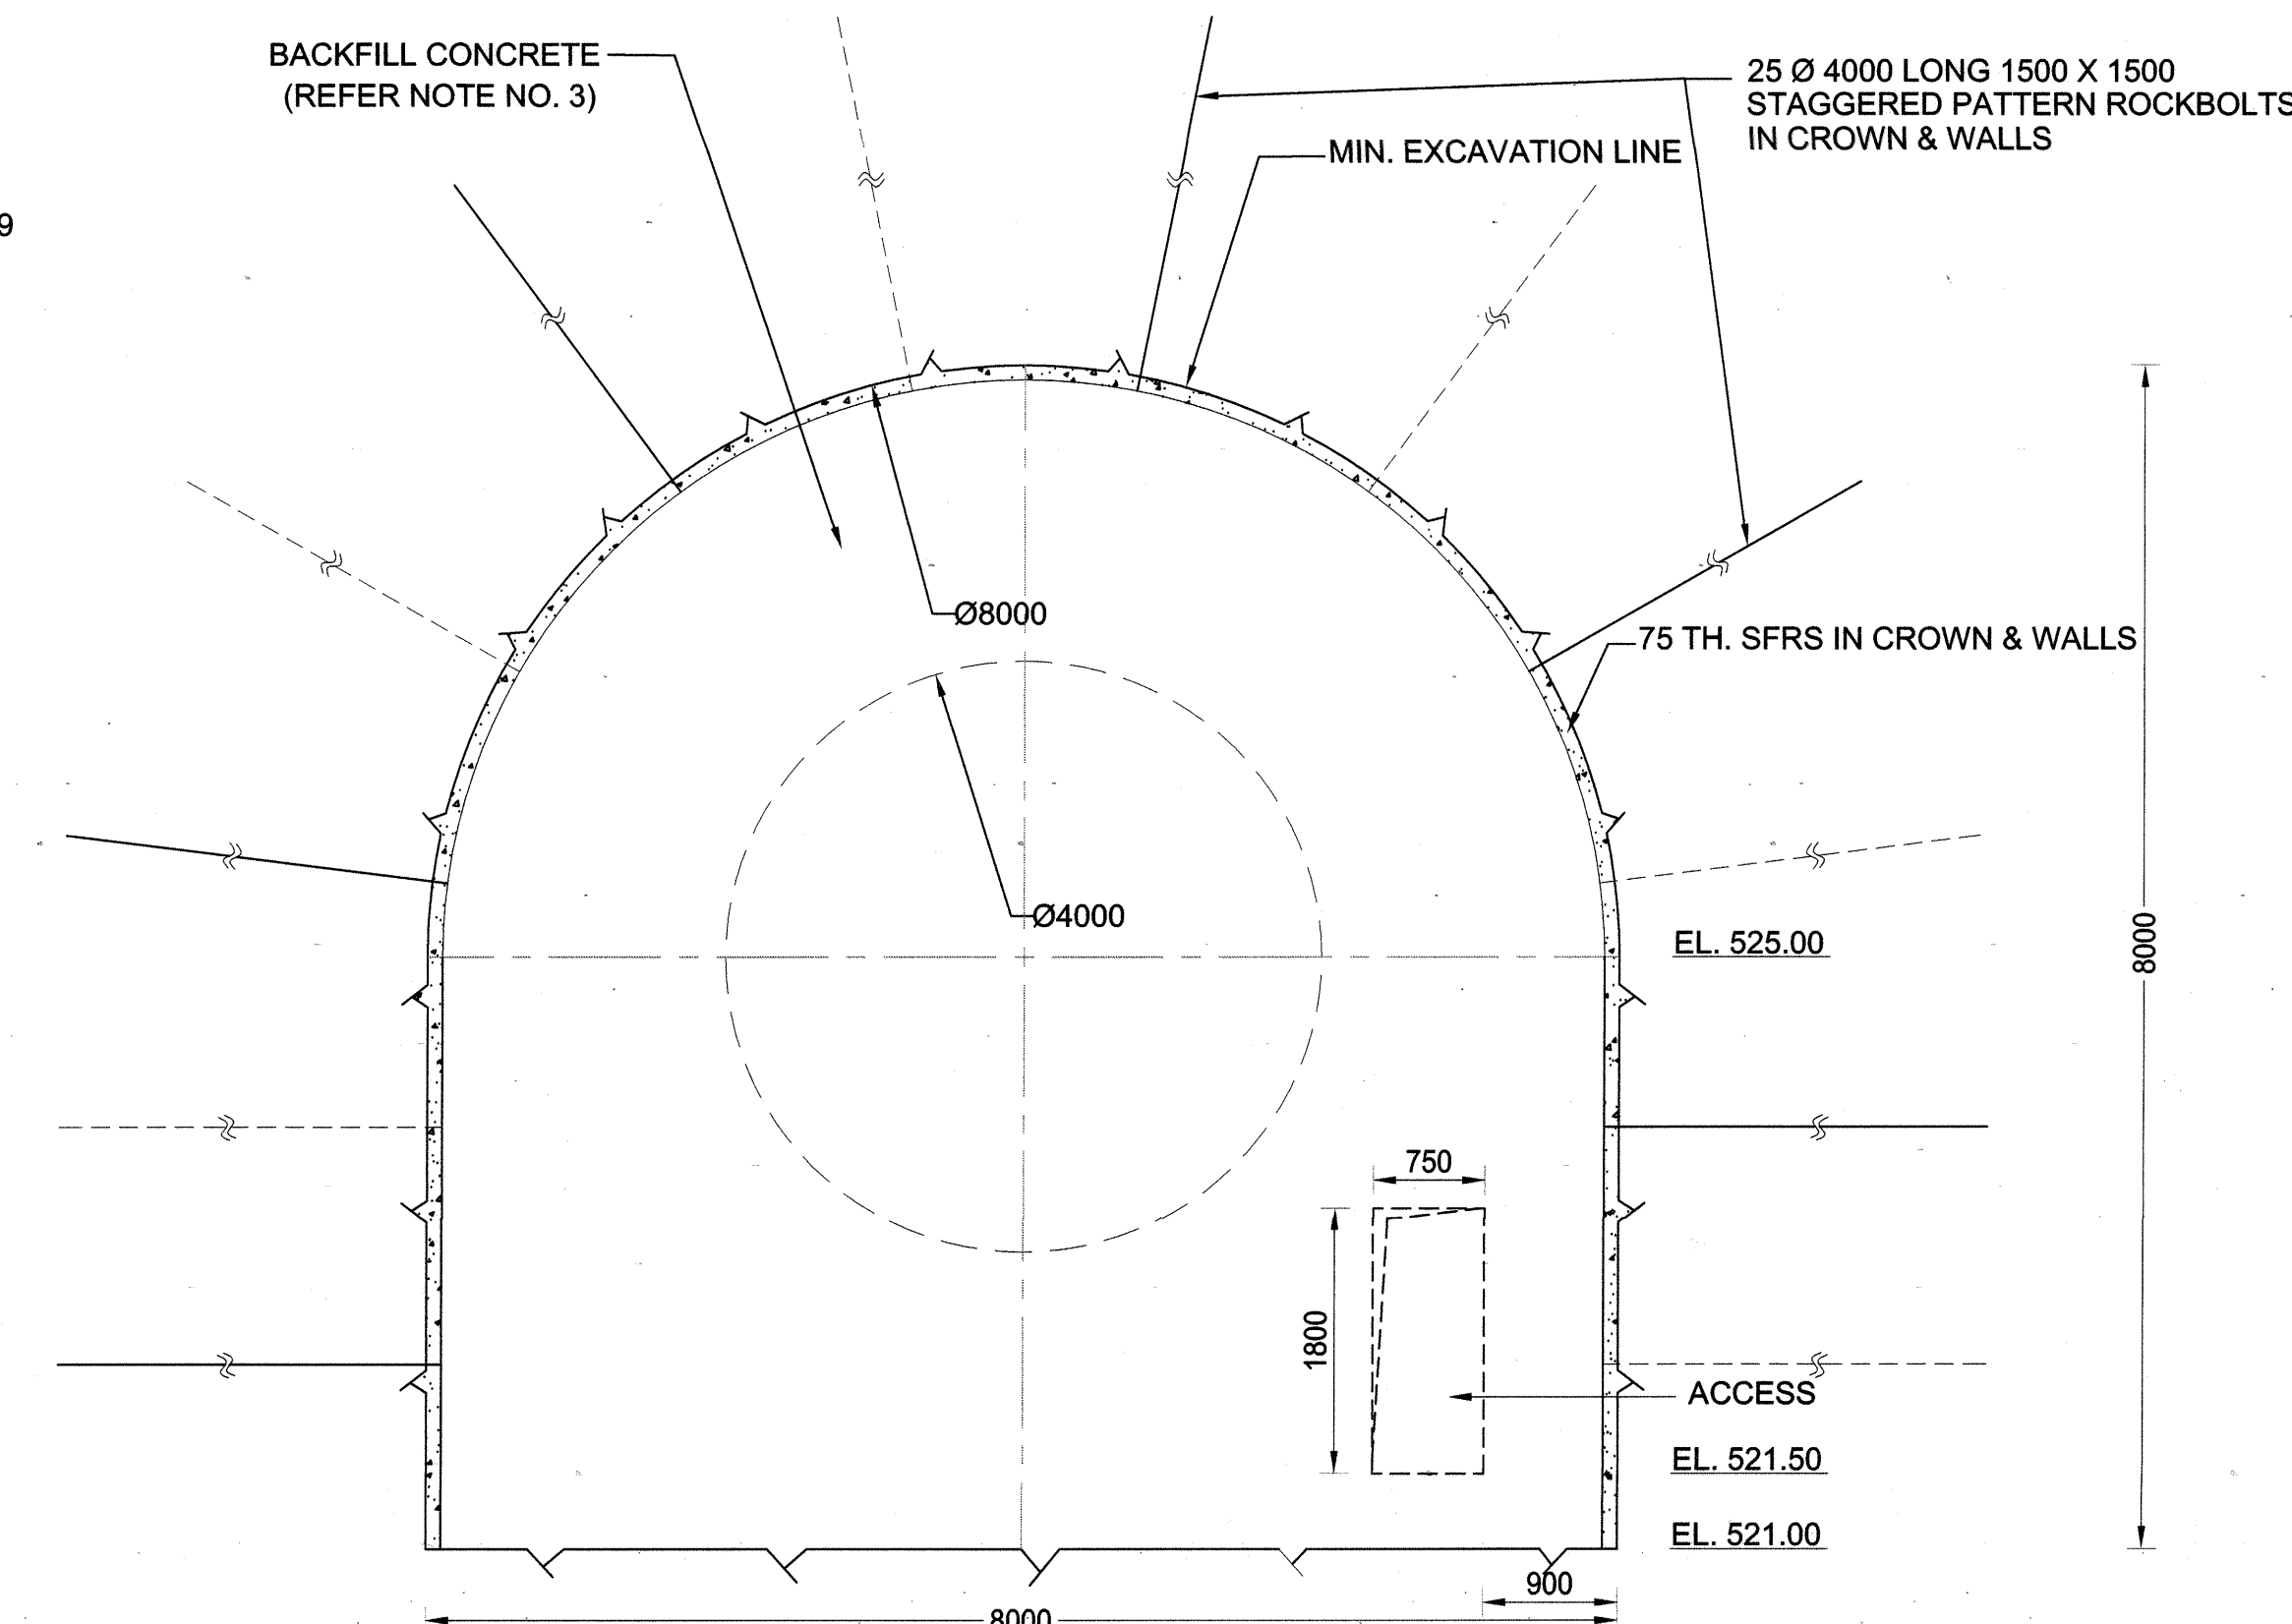 BACKFILL CONCRETE
(REFER NOTE NO. 3)
25 Ø 4000 LONG 1500 X 1500
STAGGERED PATTERN ROCKBOLTS
IN CROWN & WALLS
MIN. EXCAVATION LINE
9
Ø8000
75 TH. SFRS IN CROWN & WALLS
Ø4000
EL. 525.00
8000
750
1800
ACCESS
EL. 521.50
EL. 521.00
900
8000